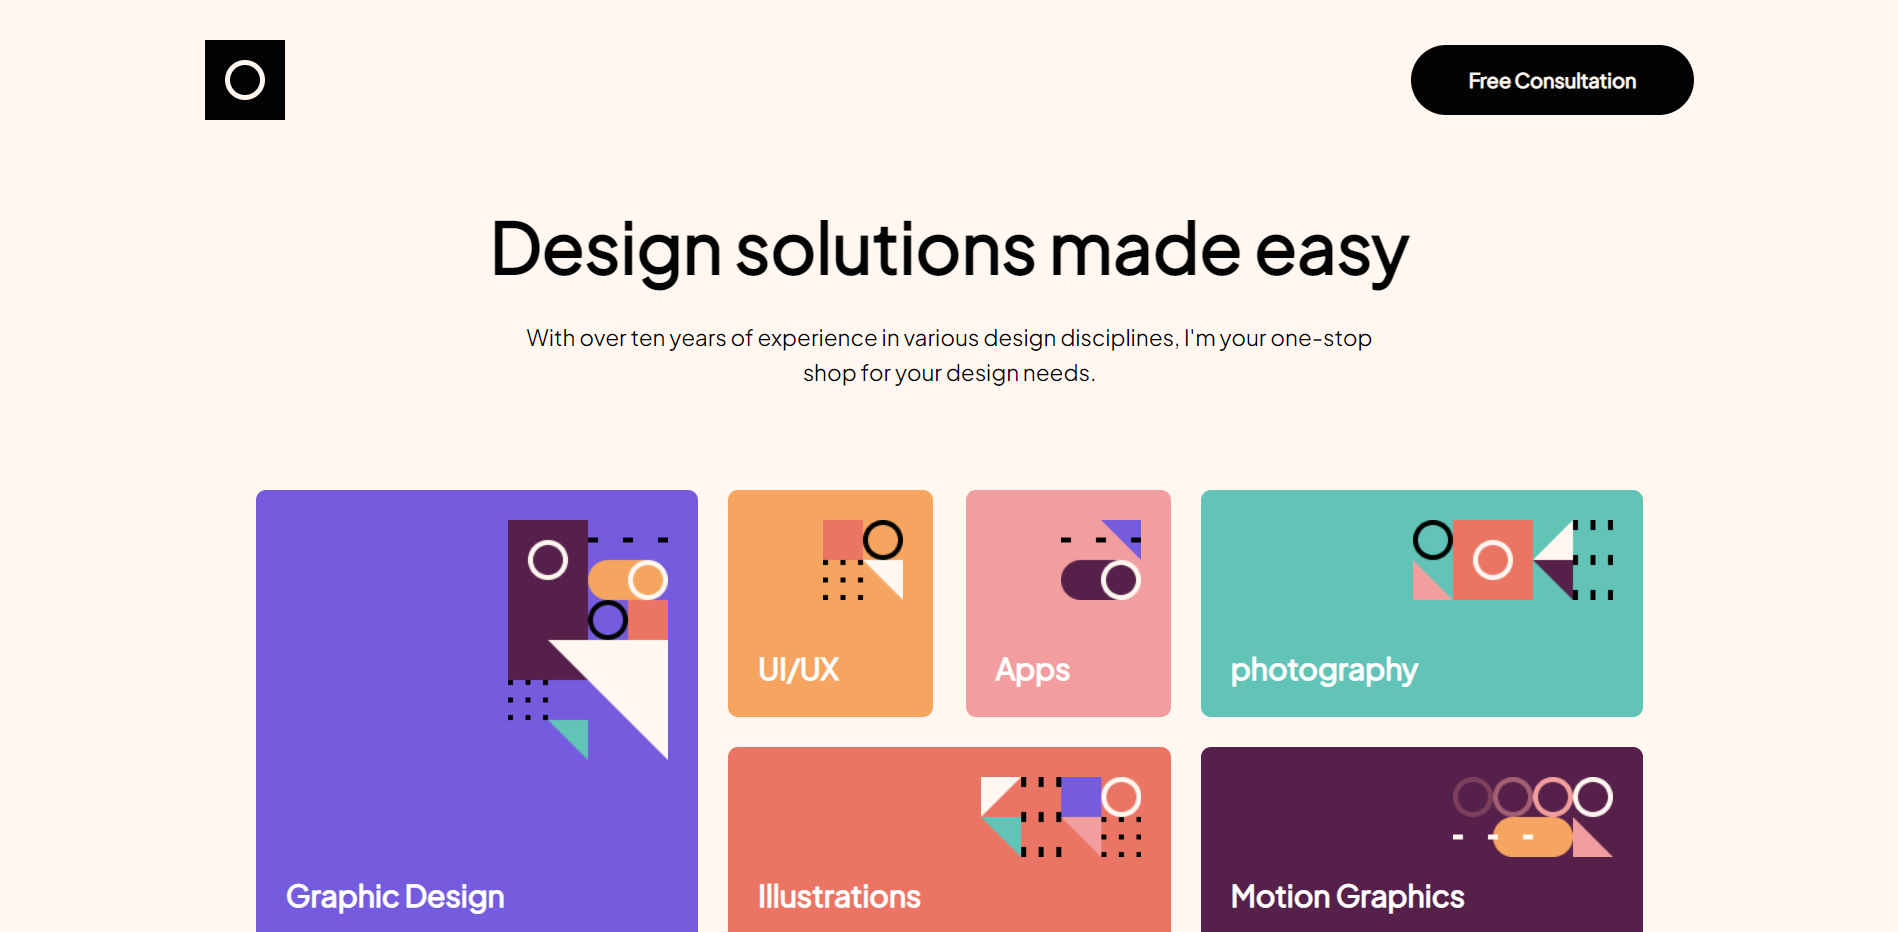 Free Consultation
Design solutions made easy
With over ten years of experience in various design disciplines, I'm your one-stop
shop for your design needs.
UI/UX
Apps
photography
Graphic Design
Illustrations
Motion Graphics